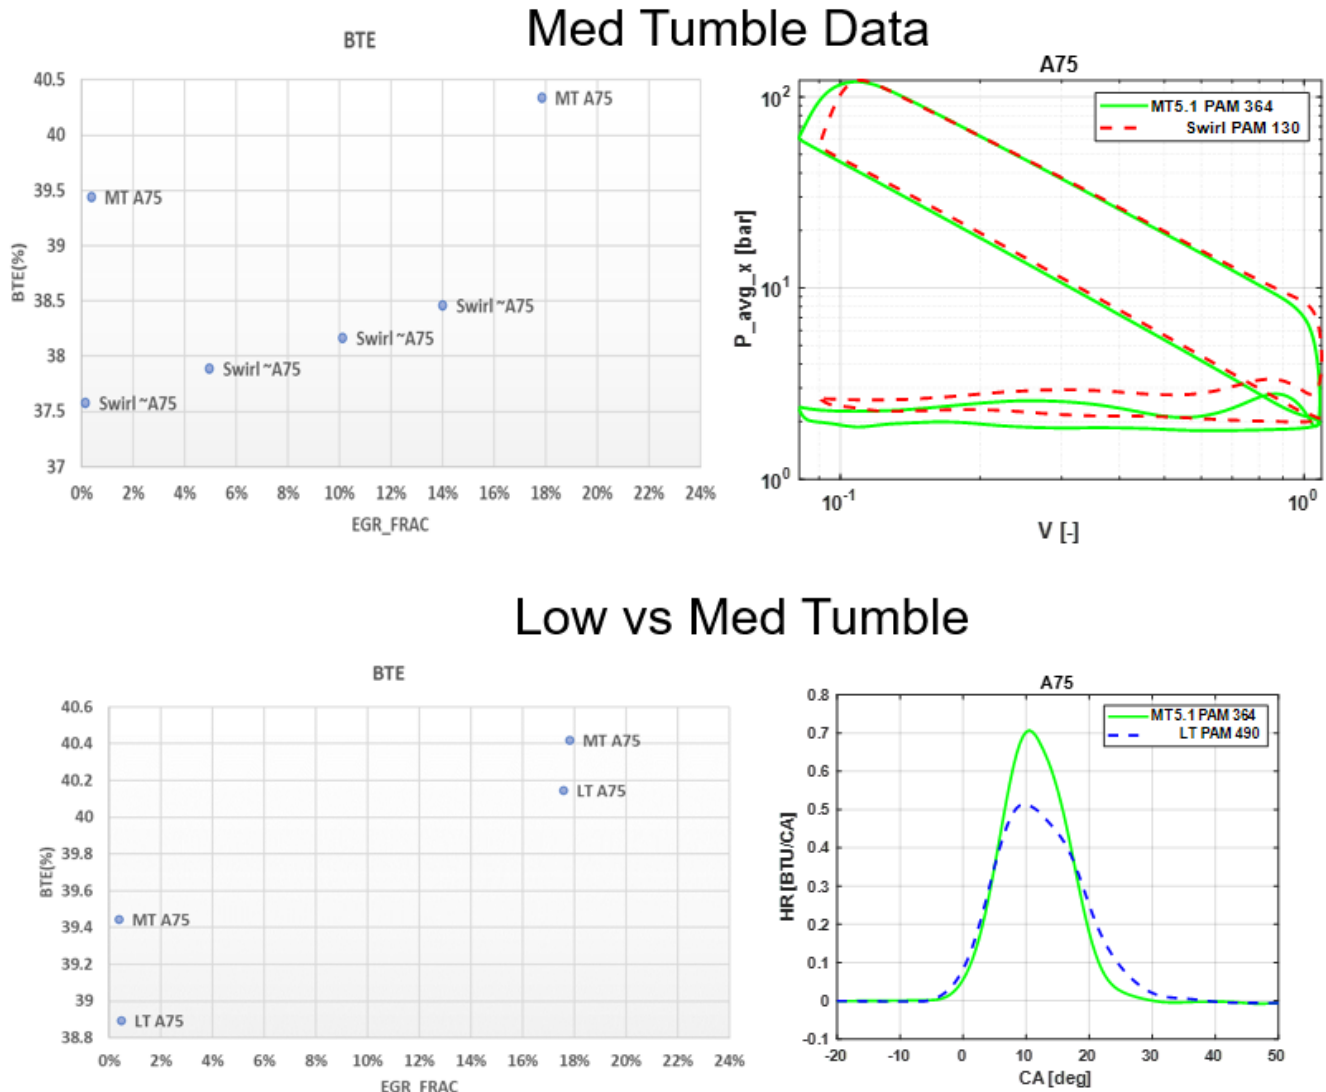 Med Tumble Data
BTE
40.5
40
39.5
39
38.5
38
37.5
37
BTE(%)
MT A75
MT A75
Swirl ~A75
Swirl ~A75
Swirl ~A75
Swirl ~A75
0% 2% 4% 6% 8% 10% 12% 14% 16% 18% 20% 22% 24%
EGR_FRAC
A75
MT5.1 PAM 364
Swirl PAM 130
10^2
10^1
10^0
P_avg_x [bar]
10^-1 10^0
V [-]
Low vs Med Tumble
BTE
40.6
40.4
40.2
40
39.8
39.6
39.4
39.2
39
38.8
BTE(%)
MT A75
LT A75
MT A75
LT A75
0% 2% 4% 6% 8% 10% 12% 14% 16% 18% 20% 22% 24%
EGR_FRAC
A75
MT5.1 PAM 364
LT PAM 490
0.8
0.7
0.6
0.5
0.4
0.3
0.2
0.1
0
-0.1
HR [BTU/CA]
-20 -10 0 10 20 30 40 50
CA [deg]